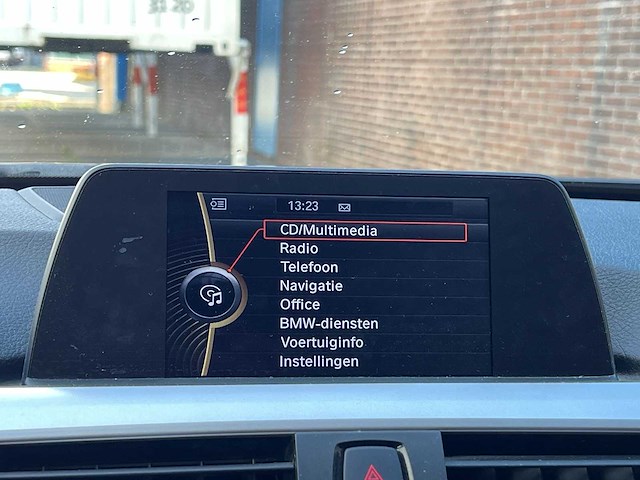 13:23
CD/Multimedia
Radio
Telefoon
Navigatie
Office
BMW-diensten
Voertuiginfo
Instellingen